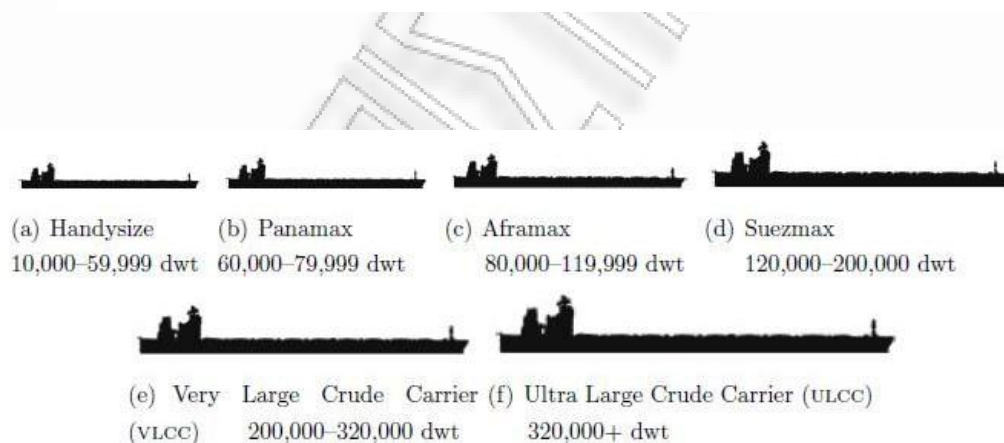 (a) Handysize
10,000–59,999 dwt
(b) Panamax
60,000–79,999 dwt
(c) Aframax
80,000–119,999 dwt
(d) Suezmax
120,000–200,000 dwt
(e) Very Large Crude Carrier
(VLCC) 200,000–320,000 dwt
(f) Ultra Large Crude Carrier (ULCC)
320,000+ dwt